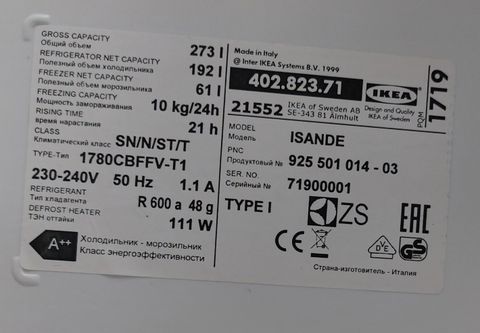 GROSS CAPACITY
Общий объем
273 l
REFRIGERATOR NET CAPACITY
Полезн.объем холодильника
192 l
FREEZER NET CAPACITY
Полезн.объем морозильника
61 l
FREEZING CAPACITY
Мощность замораживания
10 kg/24h
RISING TIME
время нарастания
21 h
CLASS
Климатический класс
SN/N/ST/T
TYPE-Тип
1780CBFFV-T1
230-240V 50 Hz 1.1 A
REFRIGERANT
Тип хладагента
R 600 a 48 g
DEFROST HEATER
ТЭН оттайки
111 W
A++
Холодильник - морозильник
Класс энергоэффективности
Made in Italy
@ Inter IKEA Systems B.V. 1999
402.823.71
IKEA
21552
IKEA of Sweden AB
SE-343 81 Älmhult
Design and Quality
IKEA of Sweden
PQM
1719
MODEL
Модель
ISANDE
PNC
Продуктовый №
925 501 014 - 03
SER. NO.
Серийный №
71900001
TYPE I
ZS
EAC
CE
DVE
GS
Страна-изготовитель - Италия